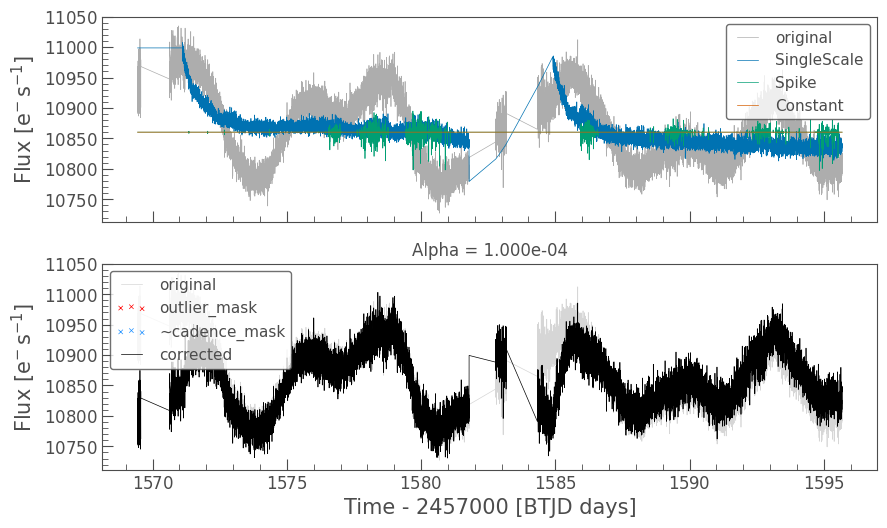 11050
11000
10950
10900
10850
10800
10750
Flux [e⁻ s⁻¹]
original
SingleScale
Spike
Constant
Alpha = 1.000e-04
11050
11000
10950
10900
10850
10800
10750
Flux [e⁻ s⁻¹]
original
outlier_mask
~cadence_mask
corrected
1570 1575 1580 1585 1590 1595
Time - 2457000 [BTJD days]